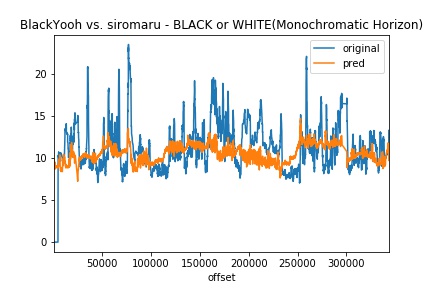 BlackYooh vs. siromaru - BLACK or WHITE(Monochromatic Horizon)
original
pred
20
15
10
5
0
50000 100000 150000 200000 250000 300000
offset